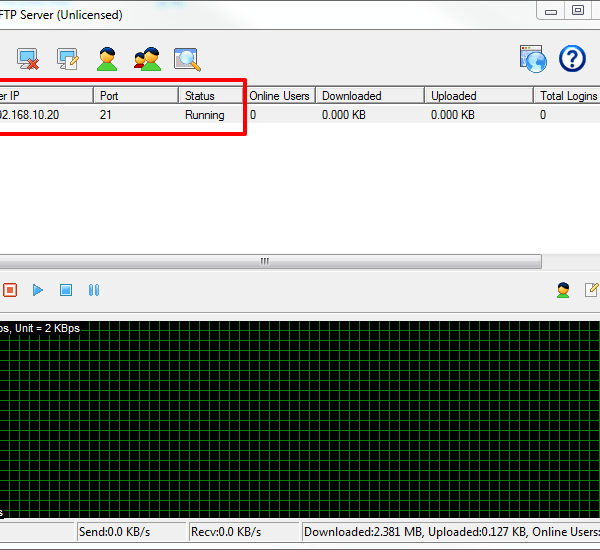 FTP Server (Unlicensed)
er IP Port Status Online Users Downloaded Uploaded Total Logins
92.168.10.20 21 Running 0 0.000 KB 0.000 KB 0
ps, Unit = 2 KBps
s
Send:0.0 KB/s Recv:0.0 KB/s Downloaded:2.381 MB, Uploaded:0.127 KB, Online Users: